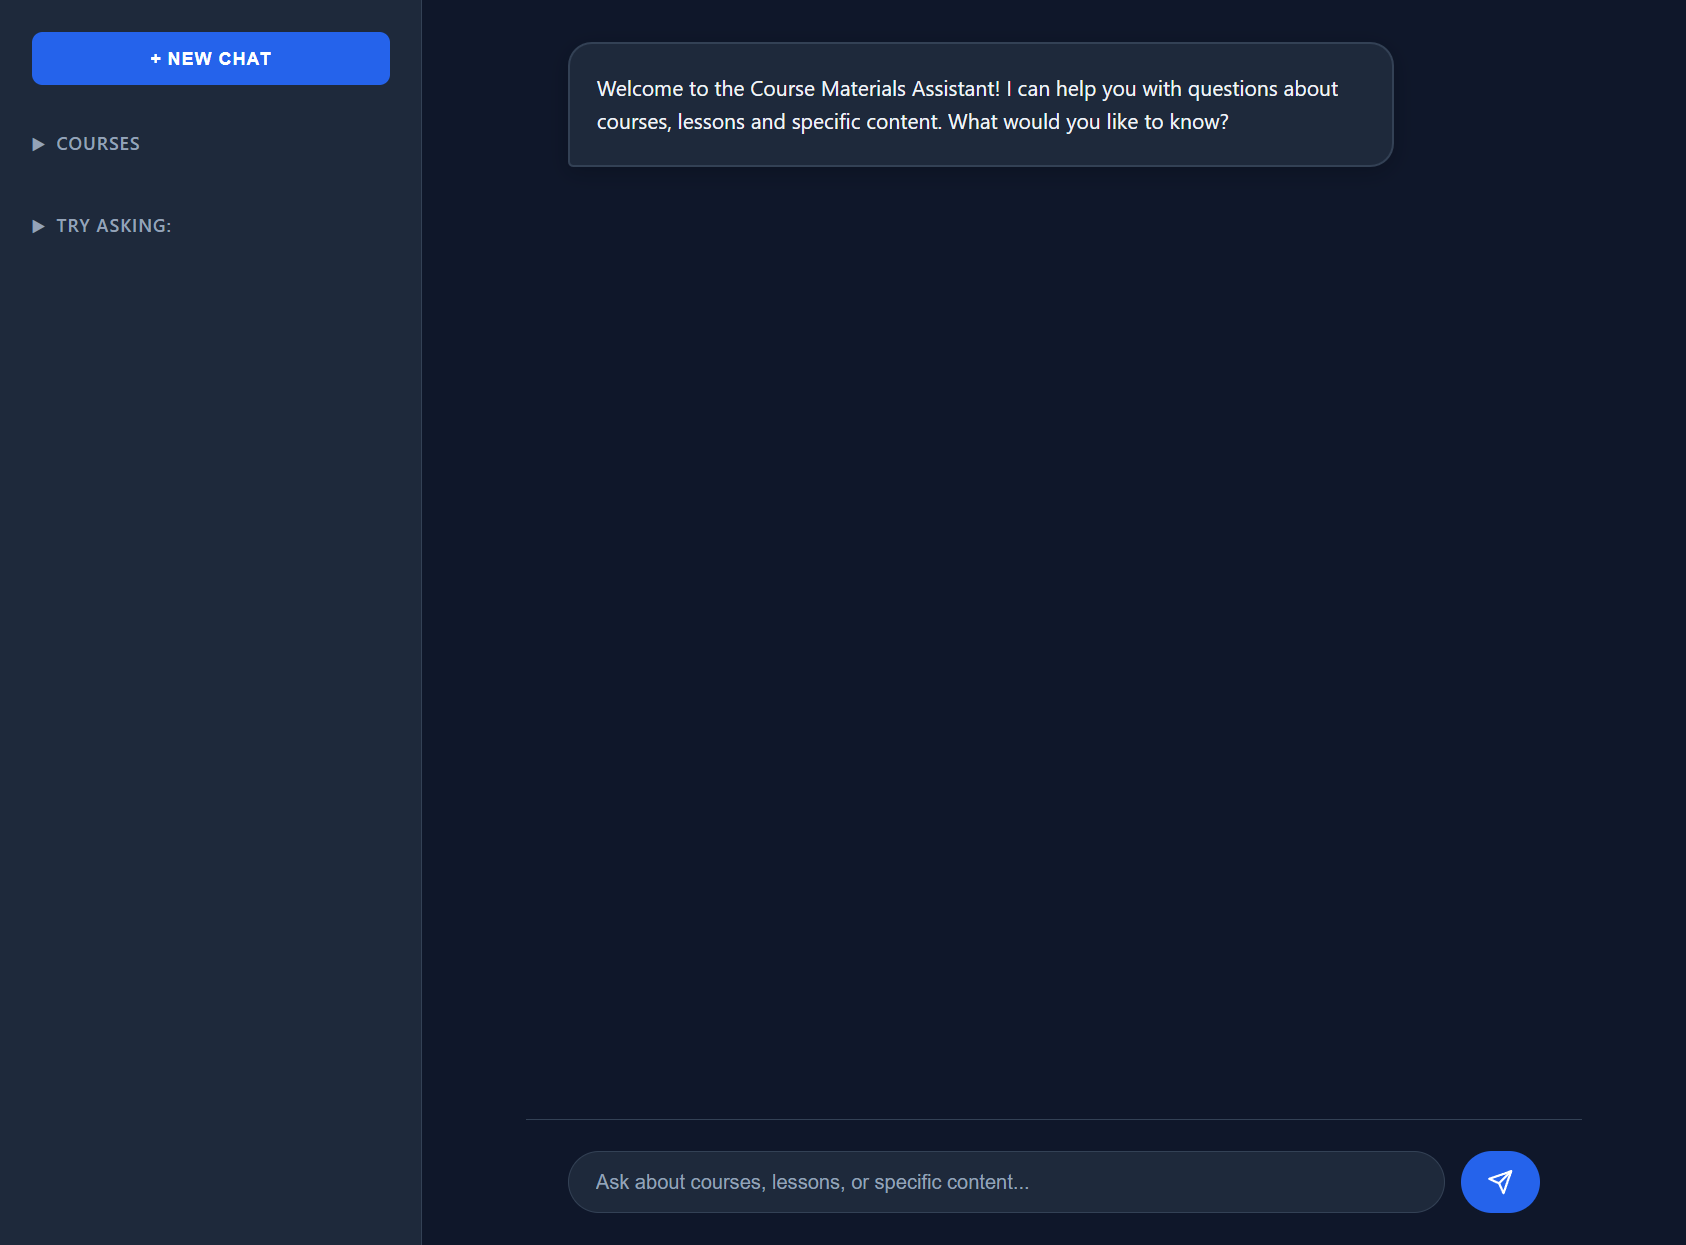 + NEW CHAT
COURSES
TRY ASKING:
Welcome to the Course Materials Assistant! I can help you with questions about
courses, lessons and specific content. What would you like to know?
Ask about courses, lessons, or specific content...